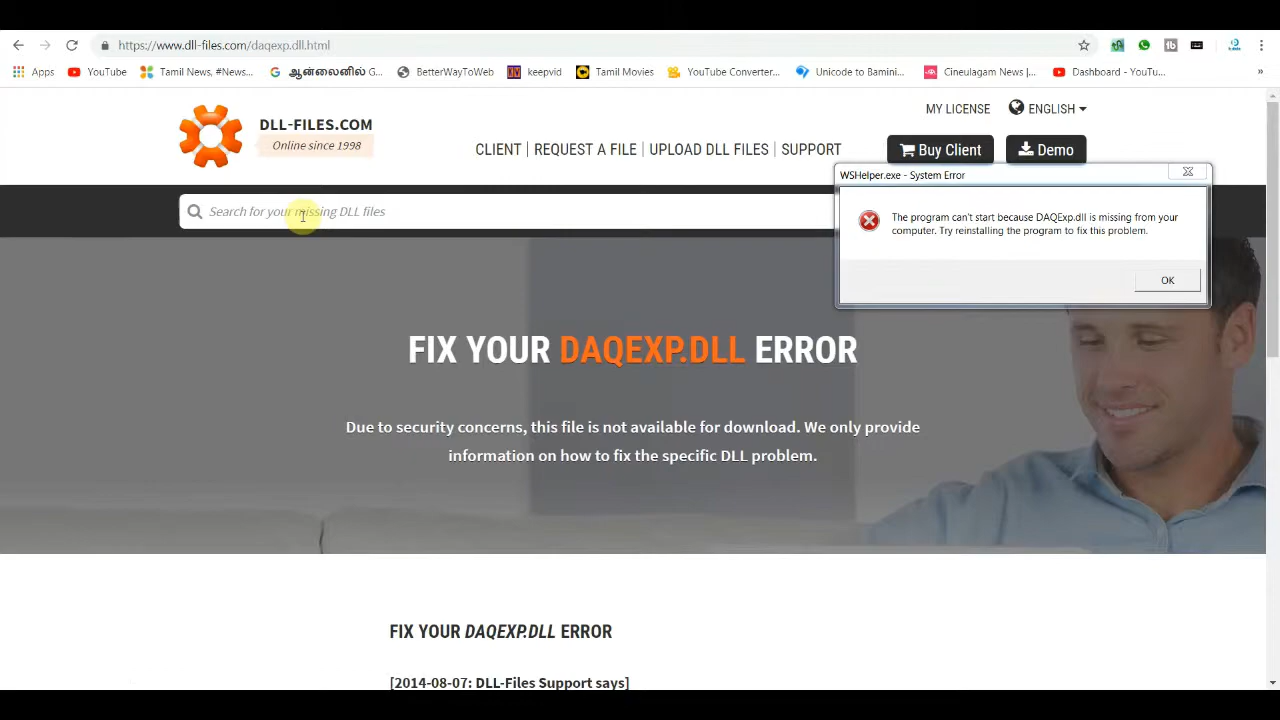 https://www.dll-files.com/daqexp.dll.html
Apps YouTube Tamil News, #News... ஆன்லைனில் G... BetterWayToWeb keepvid Tamil Movies YouTube Converter... Unicode to Bamini... Cineulagam News |... Dashboard - YouTu... »
MY LICENSE ENGLISH
DLL-FILES.COM
Online since 1998
CLIENT | REQUEST A FILE | UPLOAD DLL FILES | SUPPORT
Buy Client Demo
WSHelper.exe - System Error
Search for your missing DLL files
The program can't start because DAQExp.dll is missing from your
computer. Try reinstalling the program to fix this problem.
OK
FIX YOUR DAQEXP.DLL ERROR
Due to security concerns, this file is not available for download. We only provide
information on how to fix the specific DLL problem.
FIX YOUR DAQEXP.DLL ERROR
[2014-08-07: DLL-Files Support says]